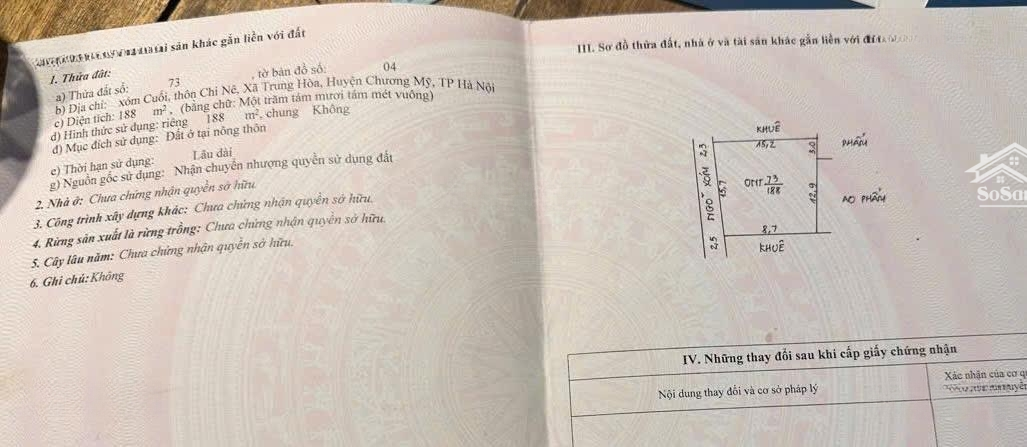 tài sản khác gắn liền với đất
1. Thửa đất:
a) Thửa đất số: 73 , tờ bản đồ số: 04
b) Địa chỉ: xóm Cuối, thôn Chi Nê, Xã Trung Hòa, Huyện Chương Mỹ, TP Hà Nội
c) Diện tích: 188 m², (bằng chữ: Một trăm tám mươi tám mét vuông)
d) Hình thức sử dụng: riêng 188 m², chung Không
đ) Mục đích sử dụng: Đất ở tại nông thôn
e) Thời hạn sử dụng: Lâu dài
g) Nguồn gốc sử dụng: Nhận chuyển nhượng quyền sử dụng đất
2. Nhà ở: Chưa chứng nhận quyền sở hữu
3. Công trình xây dựng khác: Chưa chứng nhận quyền sở hữu.
4. Rừng sản xuất là rừng trồng: Chưa chứng nhận quyền sở hữu.
5. Cây lâu năm: Chưa chứng nhận quyền sở hữu.
6. Ghi chú: Không
III. Sơ đồ thửa đất, nhà ở và tài sản khác gắn liền với đất
KHUÊ
15,2
2,3
3,0
PHẤM
NGÕ XÓM
15,7
ONT 73/188
12,9
AO PHẤM
8,7
2,5
KHUÊ
SoSa
IV. Những thay đổi sau khi cấp giấy chứng nhận
Nội dung thay đổi và cơ sở pháp lý
Xác nhận của cơ q